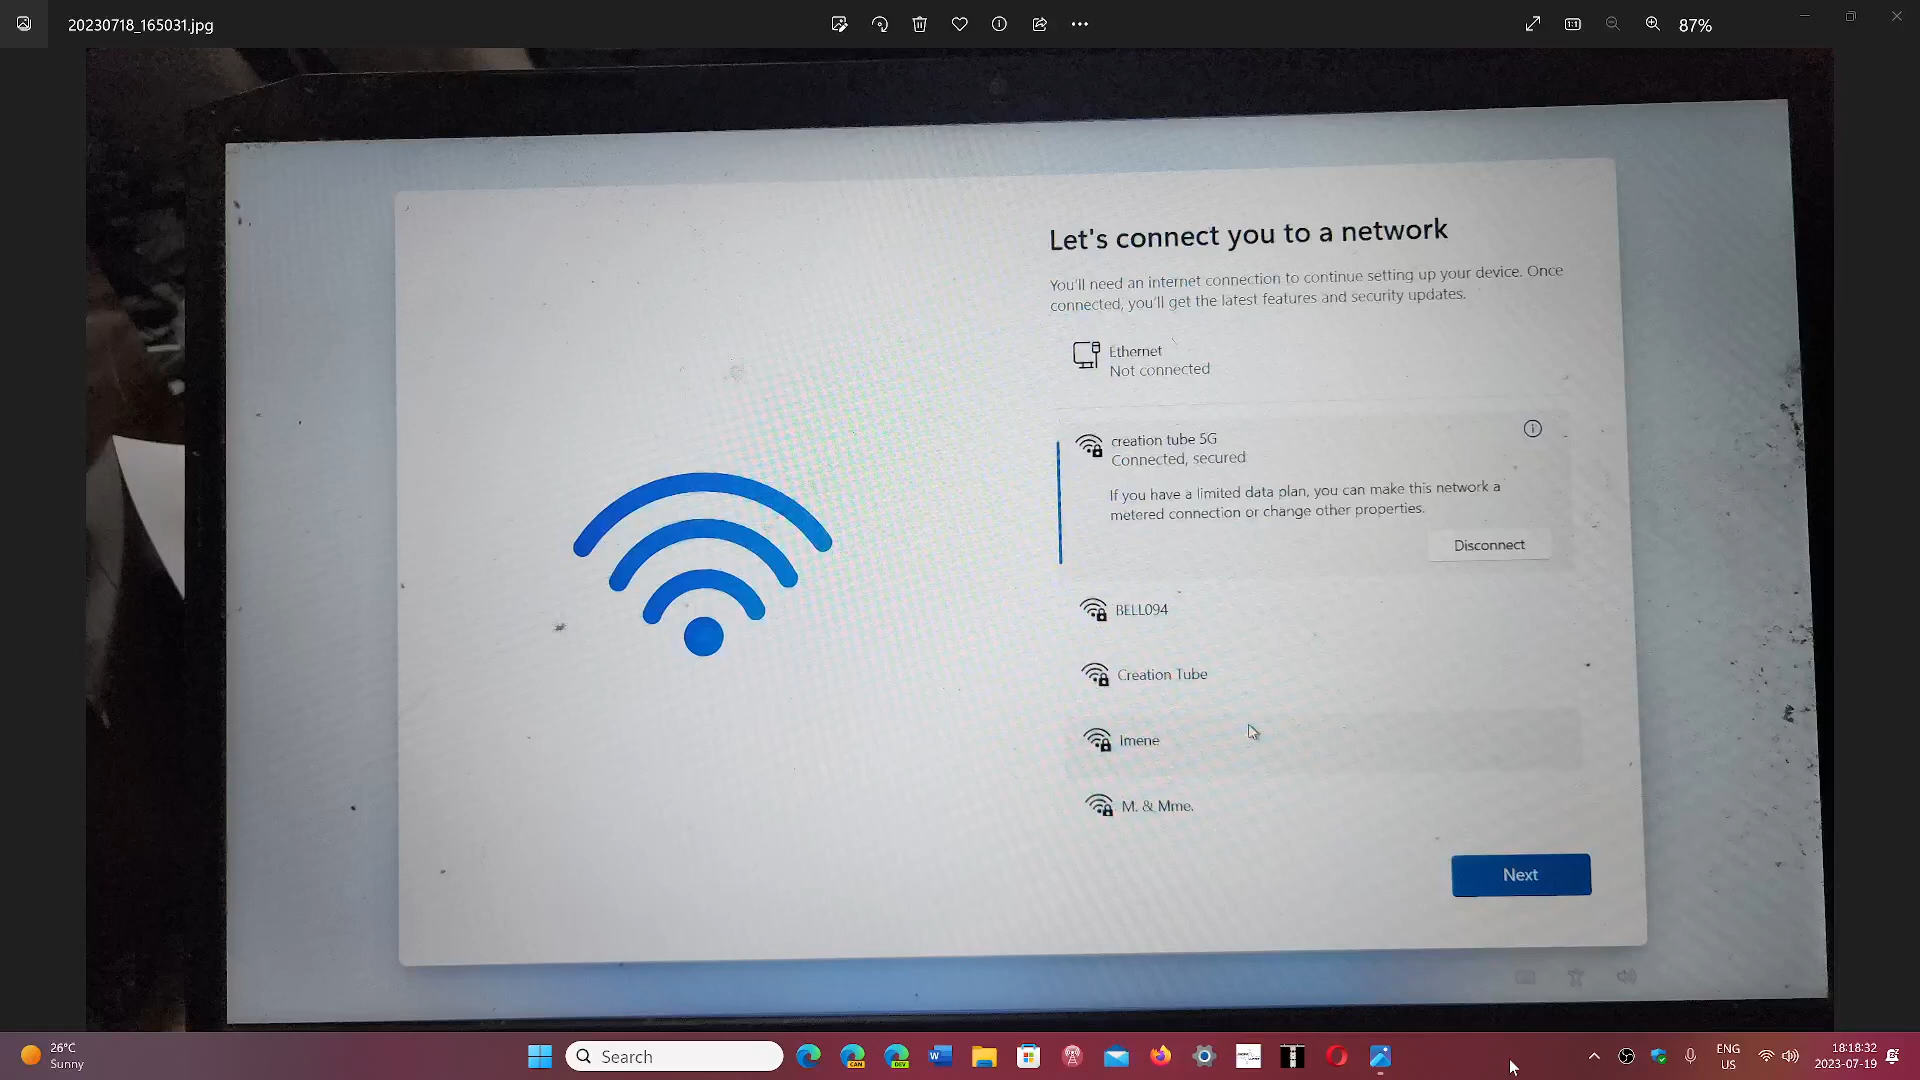 20230718_165031.jpg
87%
Let's connect you to a network
You'll need an internet connection to continue setting up your device. Once
connected, you'll get the latest features and security updates.
Ethernet
Not connected
creation tube 5G
Connected, secured
If you have a limited data plan, you can make this network a
metered connection or change other properties.
Disconnect
BELL094
Creation Tube
Imene
M. & Mme.
Next
26°C
Sunny
Search
CAN
DEV
ENG
US
18:18:32
2023-07-19